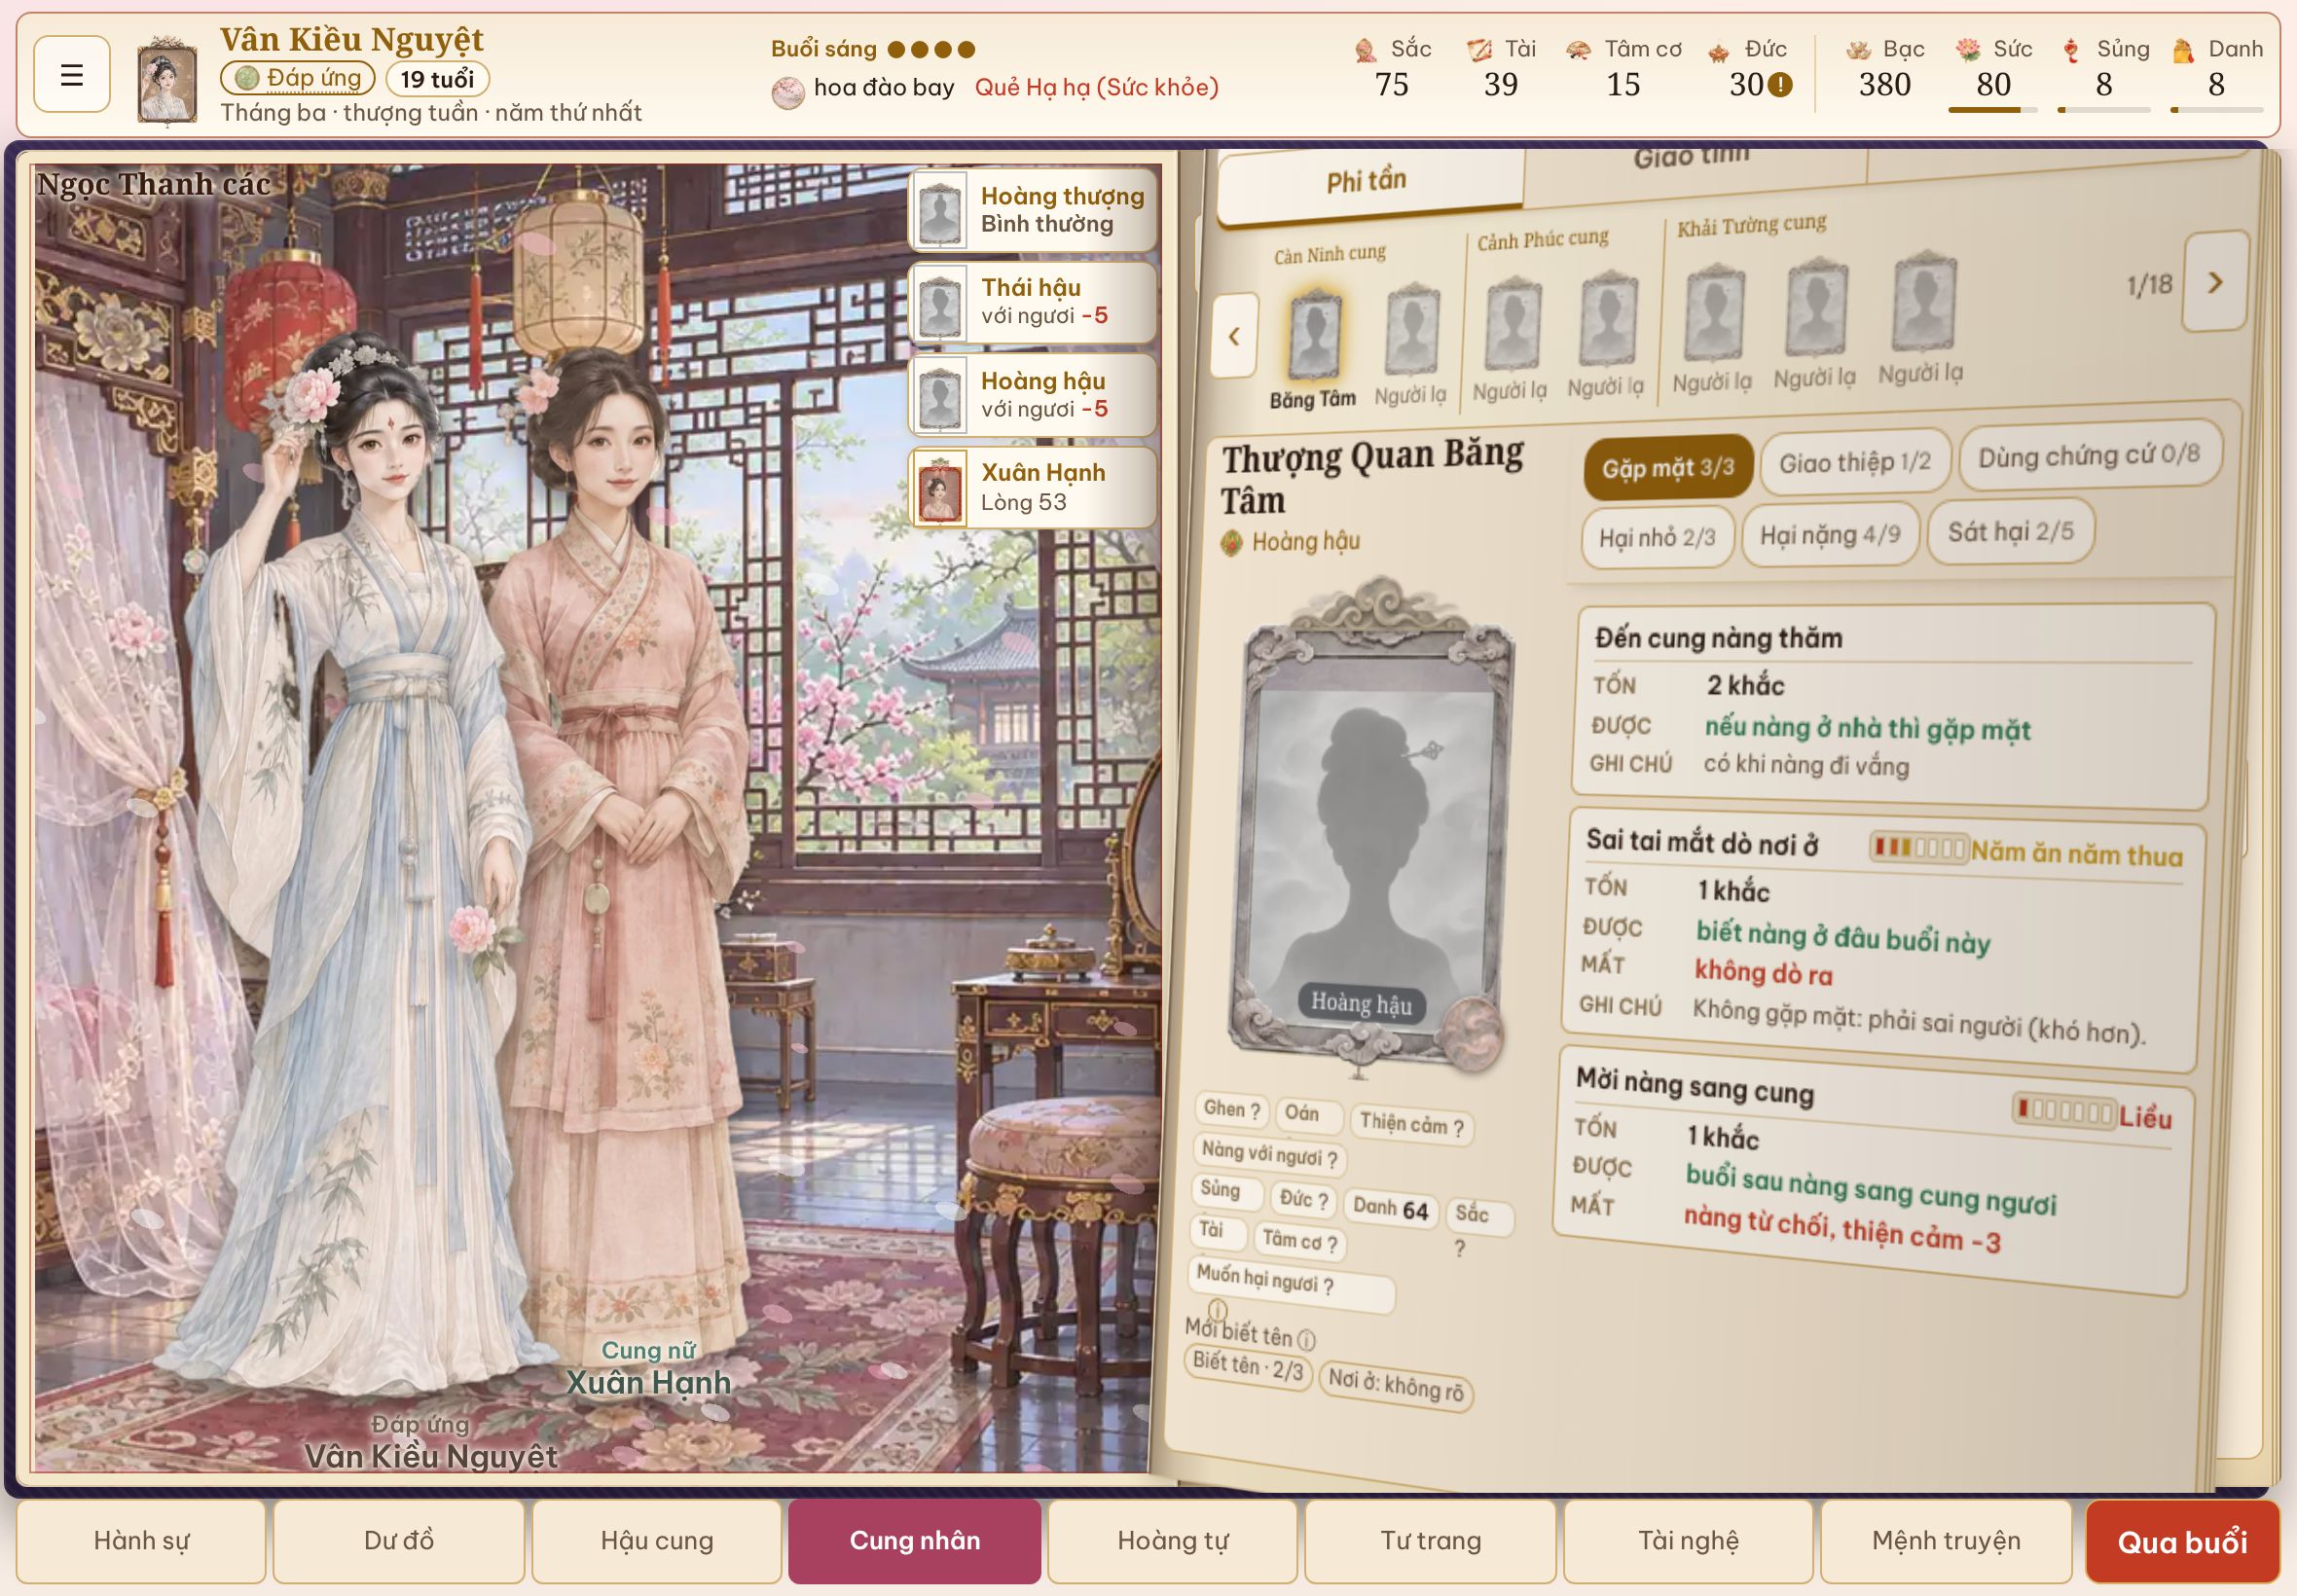 ☰
Vân Kiều Nguyệt
Đáp ứng
19 tuổi
Tháng ba · thượng tuần · năm thứ nhất
Buổi sáng
hoa đào bay
Quẻ Hạ hạ (Sức khỏe)
Sắc
75
Tài
39
Tâm cơ
15
Đức
30 !
Bạc
380
Sức
80
Sủng
8
Danh
8
Ngọc Thanh các
Hoàng thượng
Bình thường
Thái hậu
với ngươi -5
Hoàng hậu
với ngươi -5
Xuân Hạnh
Lòng 53
Cung nữ
Xuân Hạnh
Đáp ứng
Vân Kiều Nguyệt
Phi tần
Giao tình
Càn Ninh cung
Cảnh Phúc cung
Khải Tường cung
‹
Băng Tâm
Người lạ
Người lạ
Người lạ
Người lạ
Người lạ
Người lạ
1/18
›
Thượng Quan Băng
Tâm
Hoàng hậu
Hoàng hậu
Ghen ?
Oán
Thiện cảm ?
Nàng với ngươi ?
Sủng
Đức ?
Danh 64
Sắc
?
Tài
Tâm cơ ?
Muốn hại ngươi ?
Mới biết tên
Biết tên · 2/3
Nơi ở: không rõ
Gặp mặt 3/3
Giao thiệp 1/2
Dùng chứng cứ 0/8
Hại nhỏ 2/3
Hại nặng 4/9
Sát hại 2/5
Đến cung nàng thăm
TỐN 2 khắc
ĐƯỢC nếu nàng ở nhà thì gặp mặt
GHI CHÚ có khi nàng đi vắng
Sai tai mắt dò nơi ở
Năm ăn năm thua
TỐN 1 khắc
ĐƯỢC biết nàng ở đâu buổi này
MẤT không dò ra
GHI CHÚ Không gặp mặt: phải sai người (khó hơn).
Mời nàng sang cung
Liều
TỐN 1 khắc
ĐƯỢC buổi sau nàng sang cung ngươi
MẤT nàng từ chối, thiện cảm -3
Hành sự
Dư đồ
Hậu cung
Cung nhân
Hoàng tự
Tư trang
Tài nghệ
Mệnh truyện
Qua buổi